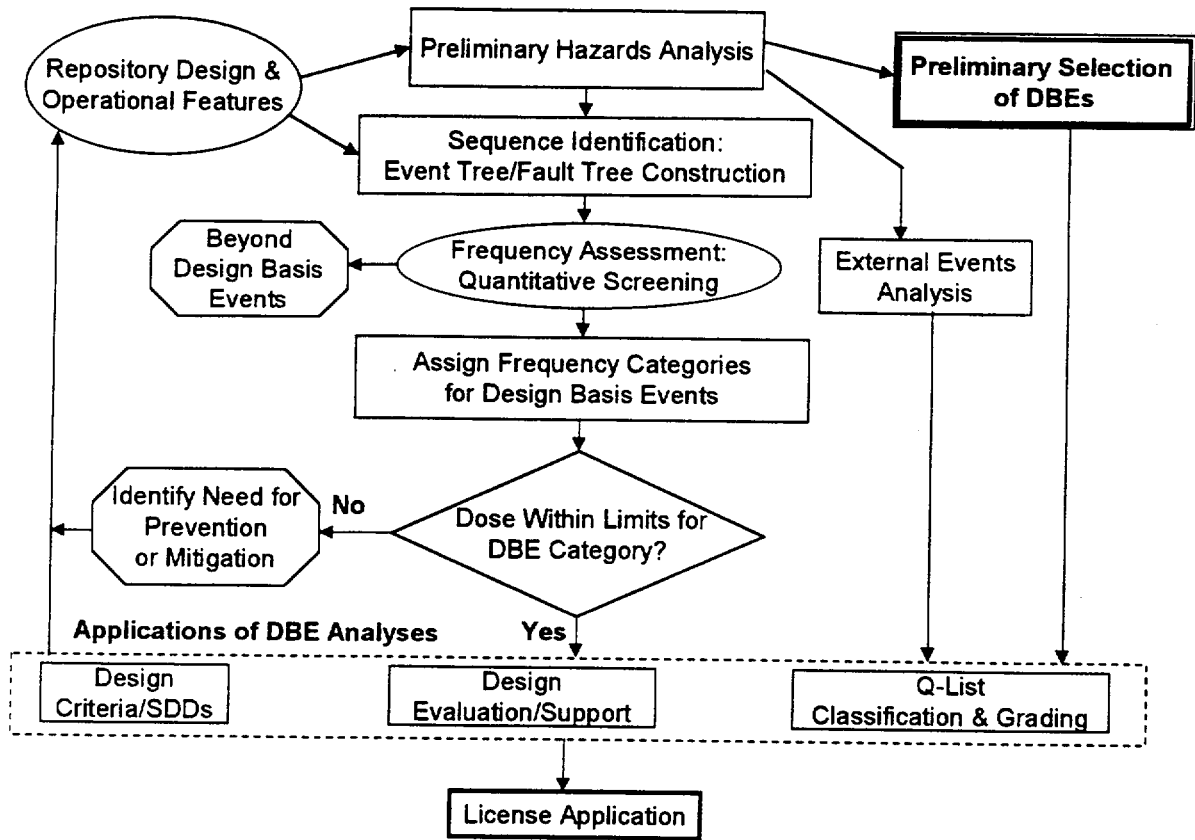 Repository Design &
Operational Features
Preliminary Hazards Analysis
Preliminary Selection
of DBEs
Sequence Identification:
Event Tree/Fault Tree Construction
Beyond
Design Basis
Events
Frequency Assessment:
Quantitative Screening
External Events
Analysis
Assign Frequency Categories
for Design Basis Events
Identify Need for
Prevention
or Mitigation
No
Dose Within Limits for
DBE Category?
Applications of DBE Analyses
Yes
Design
Criteria/SDDs
Design
Evaluation/Support
Q-List
Classification & Grading
License Application